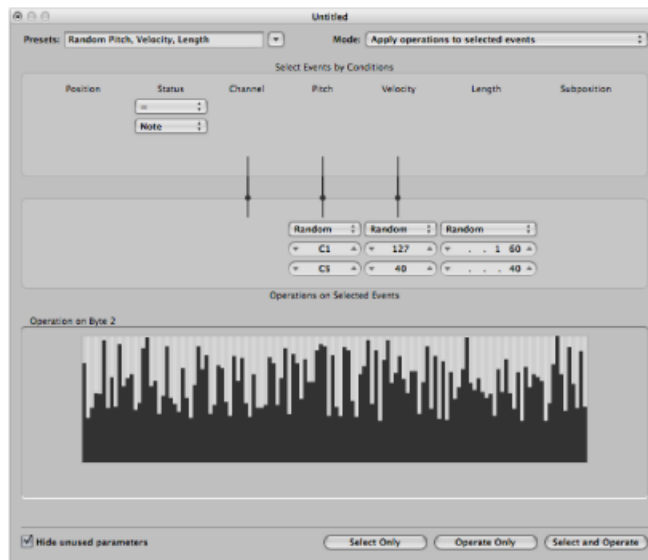 Untitled
Presets: Random Pitch, Velocity, Length Mode: Apply operations to selected events
Select Events by Conditions
Position Status Channel Pitch Velocity Length Subposition
=
Note
Random Random Random
C1 127 . . 1 60
C5 40 . . . 40
Operations on Selected Events
Operation on Byte 2
Hide unused parameters Select Only Operate Only Select and Operate